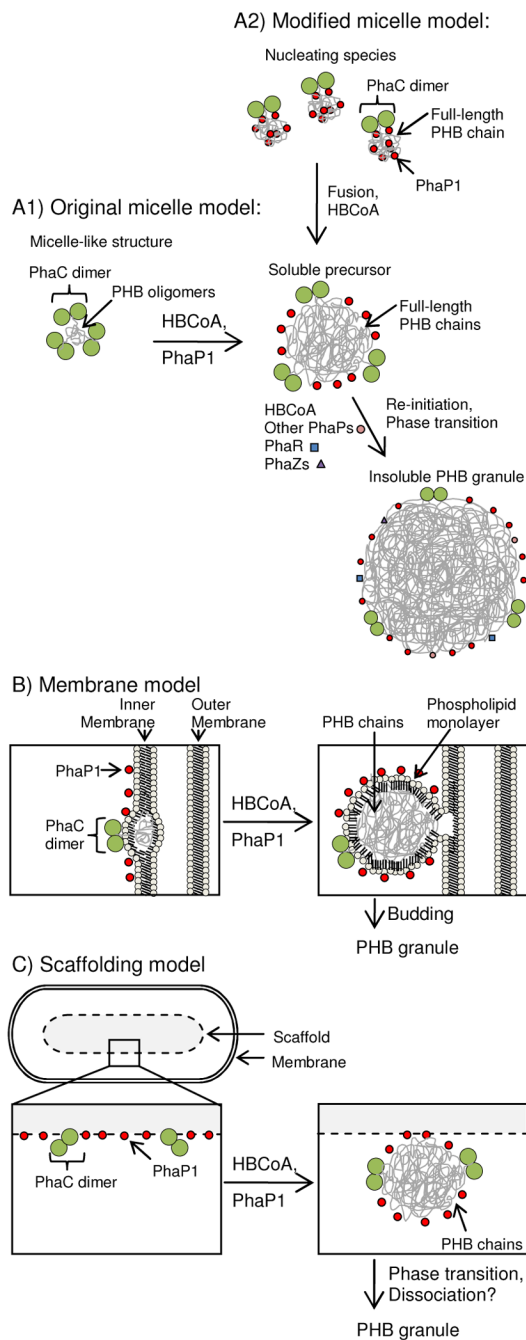 A2) Modified micelle model:
Nucleating species
PhaC dimer
Full-length
PHB chain
PhaP1
Fusion,
HBCoA
A1) Original micelle model:
Micelle-like structure
PhaC dimer
PHB oligomers
HBCoA,
PhaP1
Soluble precursor
Full-length
PHB chains
HBCoA
Other PhaPs
PhaR
PhaZs
Re-initiation,
Phase transition
Insoluble PHB granule
B) Membrane model
Inner
Membrane
Outer
Membrane
PhaP1
PhaC
dimer
HBCoA,
PhaP1
PHB chains
Phospholipid
monolayer
Budding
PHB granule
C) Scaffolding model
Scaffold
Membrane
PhaC dimer
PhaP1
HBCoA,
PhaP1
PHB chains
Phase transition,
Dissociation?
PHB granule